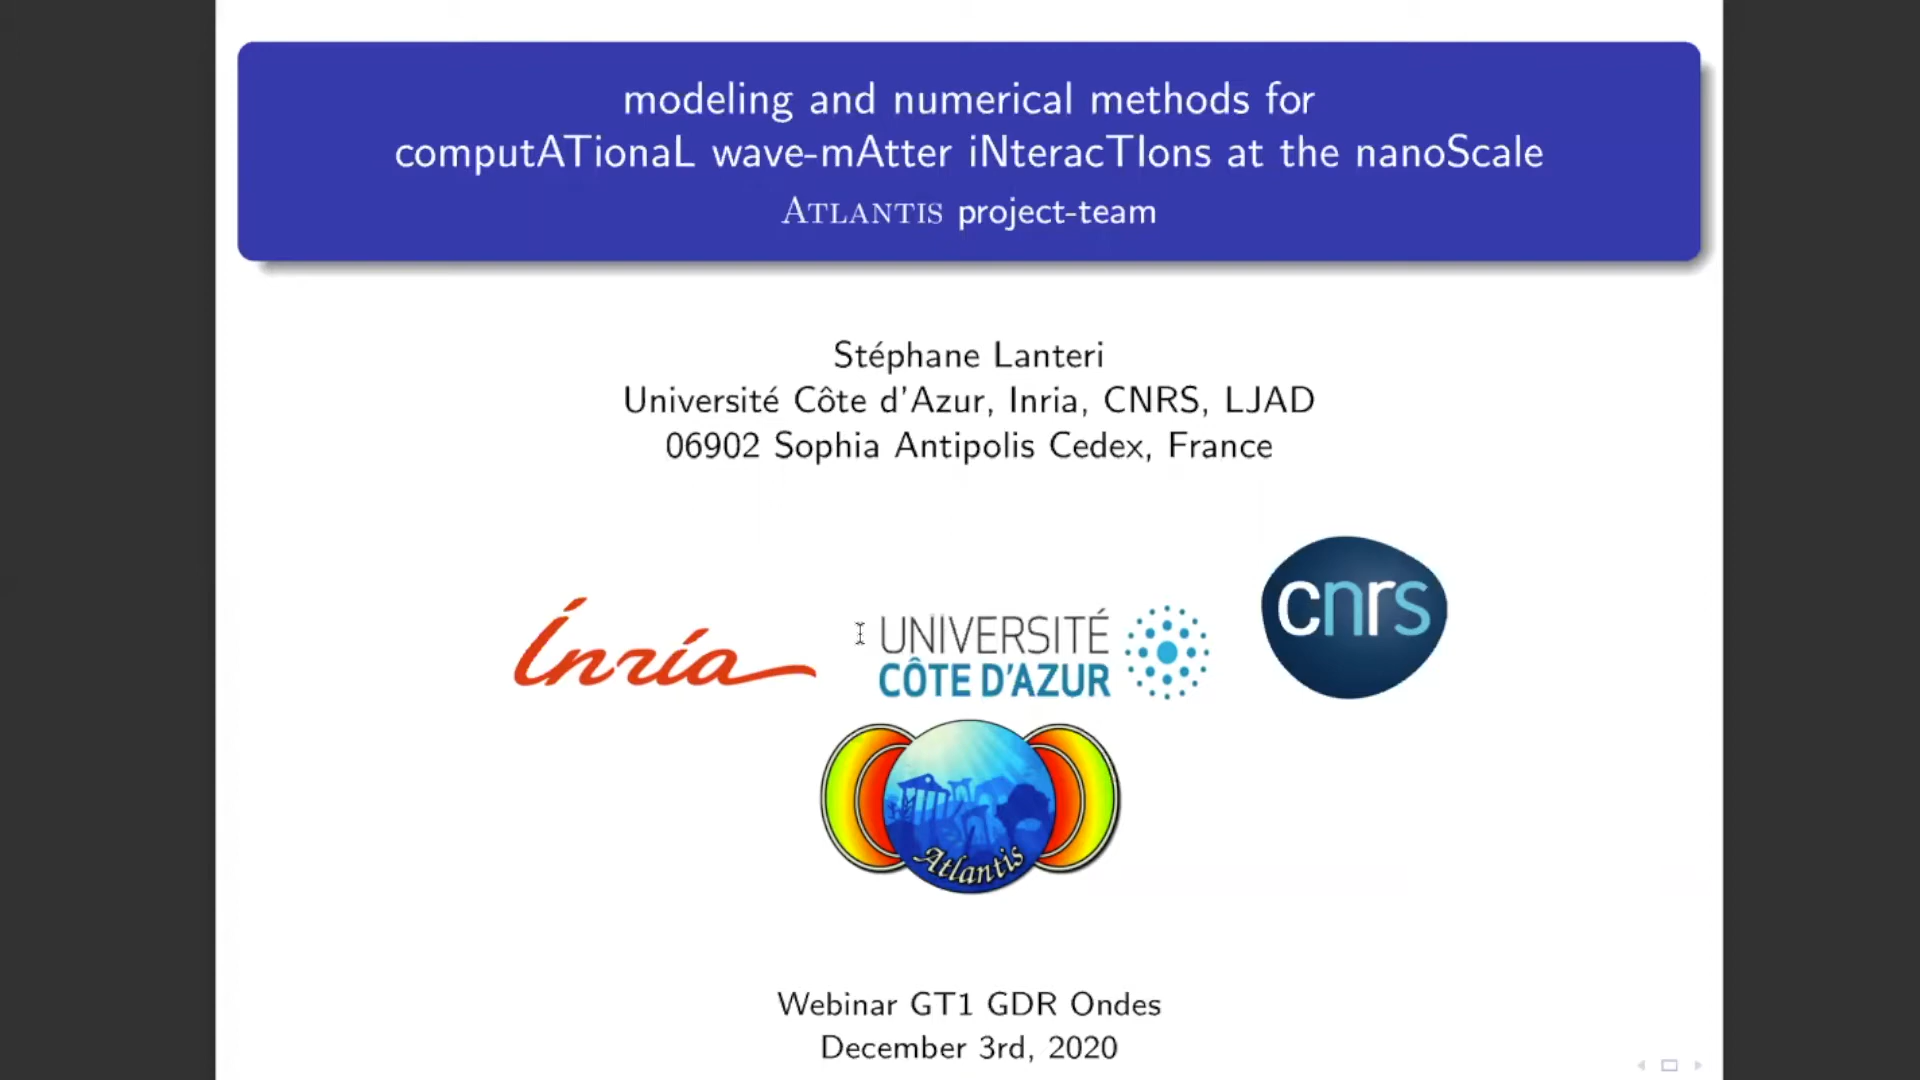 modeling and numerical methods for
computATionaL wave-mAtter iNteracTIons at the nanoScale
ATLANTIS project-team
Stéphane Lanteri
Université Côte d'Azur, Inria, CNRS, LJAD
06902 Sophia Antipolis Cedex, France
Inria
UNIVERSITÉ
CÔTE D'AZUR
cnrs
Atlantis
Webinar GT1 GDR Ondes
December 3rd, 2020